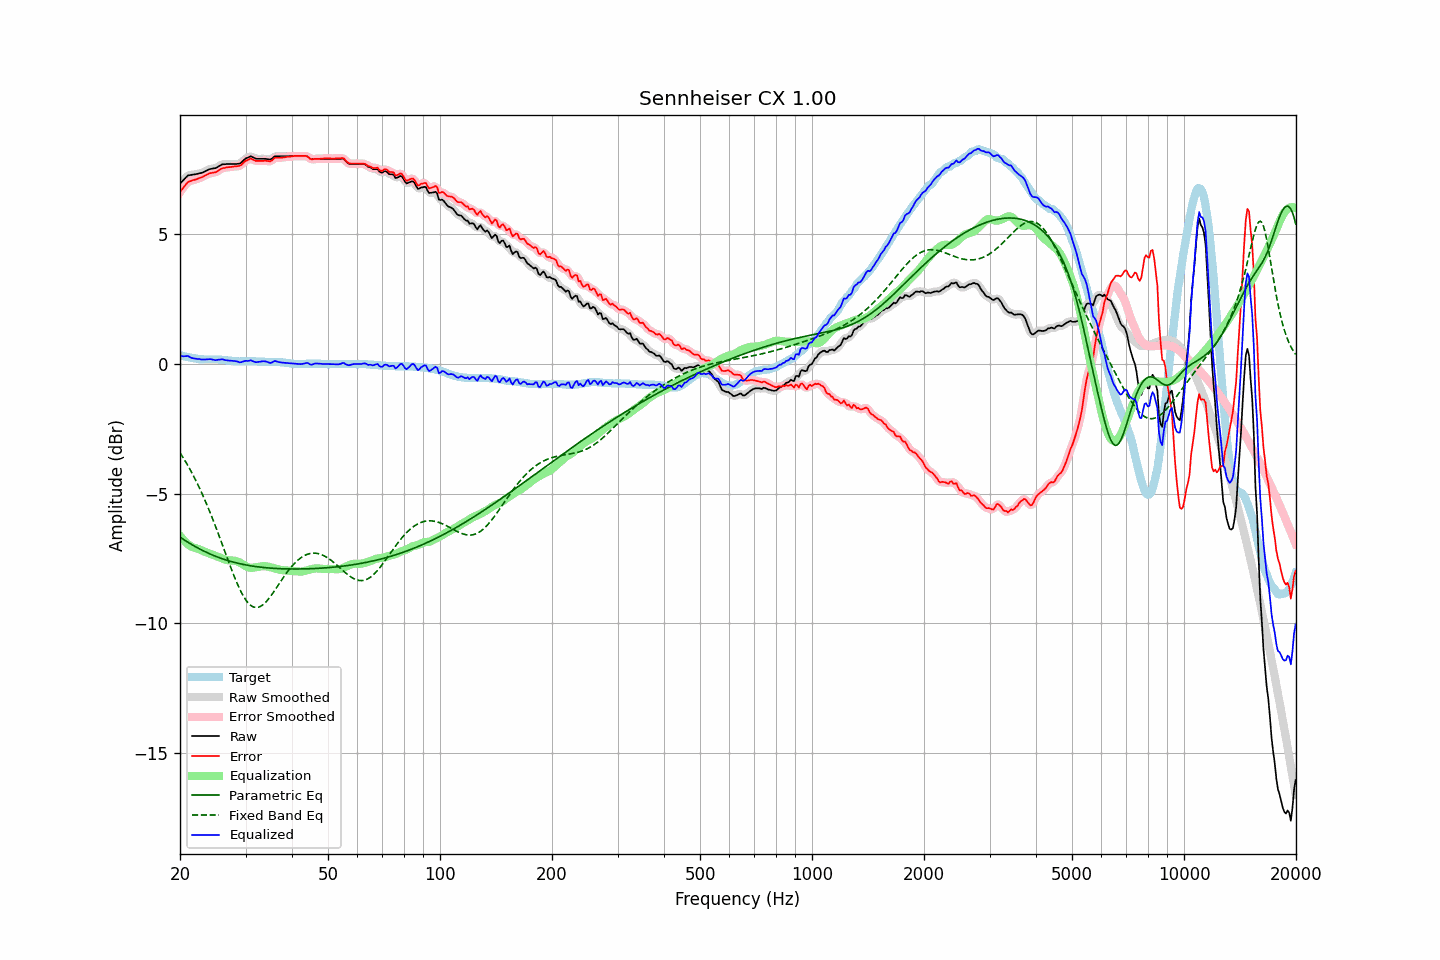 Sennheiser CX 1.00
Amplitude (dBr)
5
0
−5
−10
−15
Target
Raw Smoothed
Error Smoothed
Raw
Error
Equalization
Parametric Eq
Fixed Band Eq
Equalized
20 50 100 200 500 1000 2000 5000 10000 20000
Frequency (Hz)